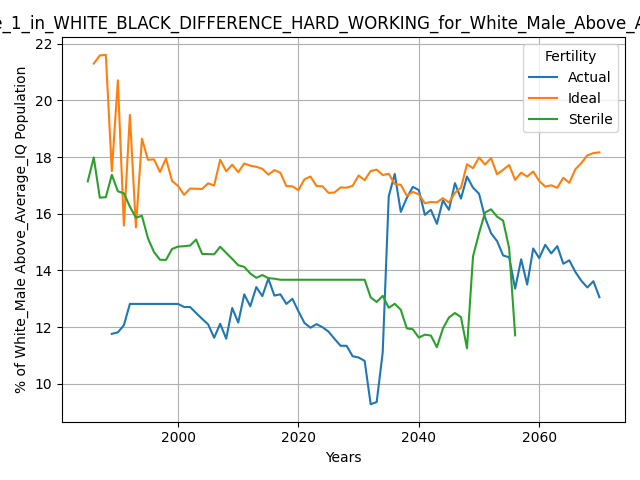 _1_in_WHITE_BLACK_DIFFERENCE_HARD_WORKING_for_White_Male_Above_A
Fertility
Actual
Ideal
Sterile
% of White_Male Above_Average_IQ Population
22
20
18
16
14
12
10
2000
2020
2040
2060
Years